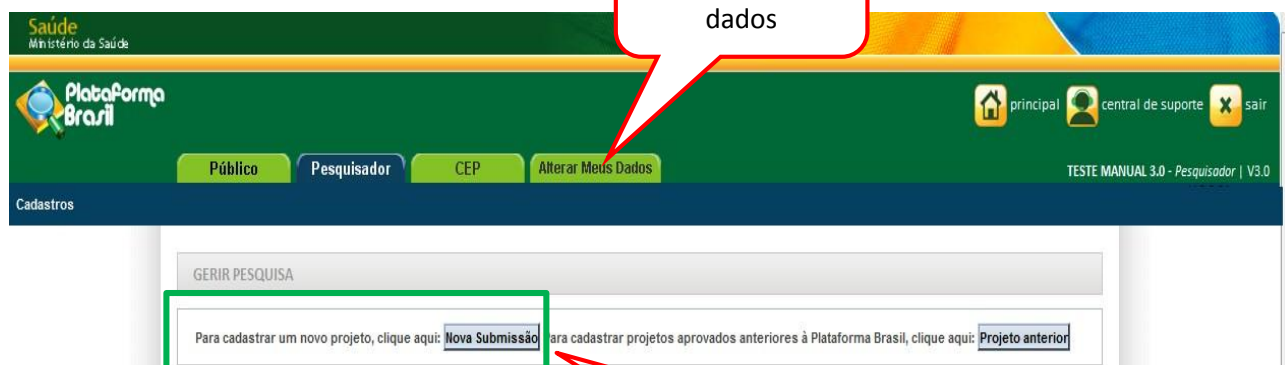 dados
Saúde
Ministério da Saúde
Plataforma
Brasil
principal central de suporte sair
Público Pesquisador CEP Alterar Meus Dados
TESTE MANUAL 3.0 - Pesquisador | V3.0
Cadastros
GERIR PESQUISA
Para cadastrar um novo projeto, clique aqui: Nova Submissão ara cadastrar projetos aprovados anteriores à Plataforma Brasil, clique aqui: Projeto anterior